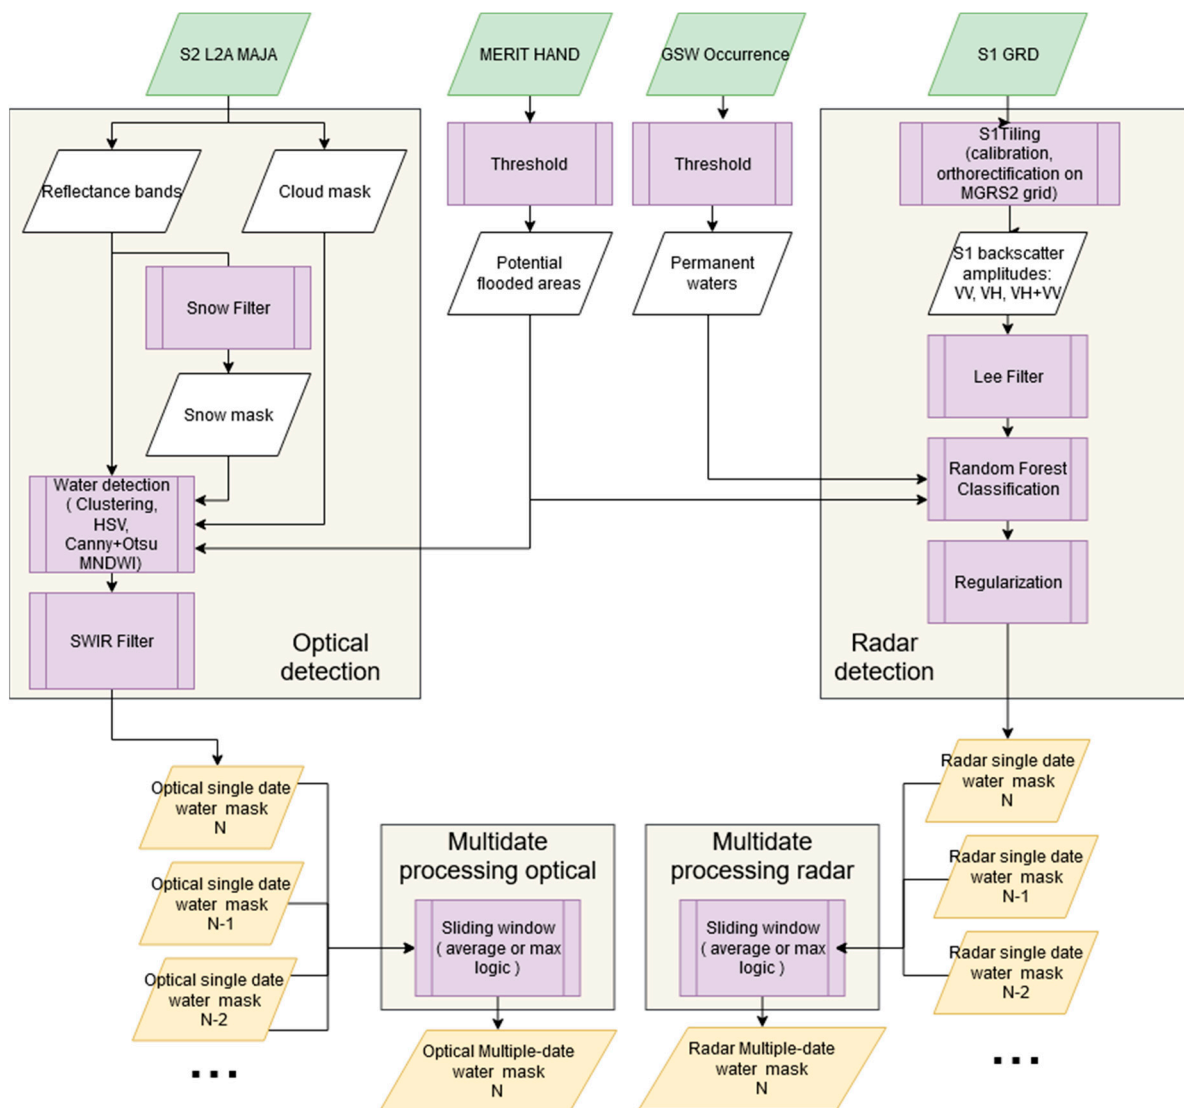 S2 L2A MAJA
MERIT HAND
GSW Occurrence
S1 GRD
Reflectance bands
Cloud mask
Threshold
Threshold
S1Tiling
(calibration,
orthorectification on
MGRS2 grid)
Snow Filter
Potential
flooded areas
Permanent
waters
S1 backscatter
amplitudes:
VV, VH, VH+VV
Snow mask
Lee Filter
Water detection
( Clustering,
HSV,
Canny+Otsu
MNDWI)
Random Forest
Classification
SWIR Filter
Regularization
Optical
detection
Radar
detection
Optical single date
water mask
N
Optical single date
water mask
N-1
Optical single date
water mask
N-2
...
Multidate
processing optical
Sliding window
( average or max
logic )
Optical Multiple-date
water mask
N
Multidate
processing radar
Sliding window
( average or max
logic )
Radar Multiple-date
water mask
N
Radar single date
water mask
N
Radar single date
water mask
N-1
Radar single date
water mask
N-2
...